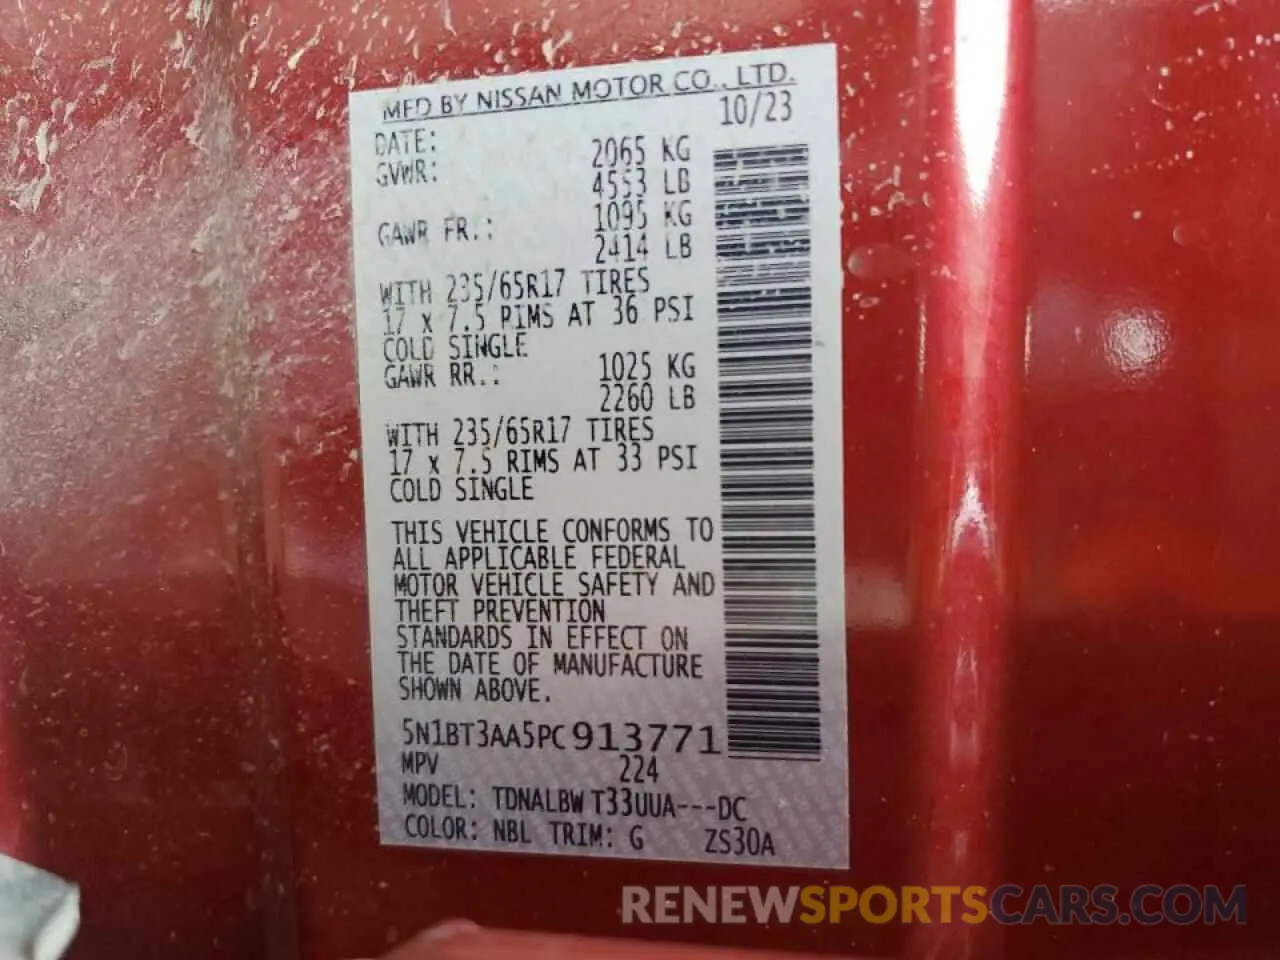 MFD BY NISSAN MOTOR CO., LTD.
DATE: 10/23
GVWR: 2065 KG
4553 LB
GAWR FR.: 1095 KG
2414 LB
WITH 235/65R17 TIRES
17 x 7.5 RIMS AT 36 PSI
COLD SINGLE
GAWR RR.: 1025 KG
2260 LB
WITH 235/65R17 TIRES
17 x 7.5 RIMS AT 33 PSI
COLD SINGLE
THIS VEHICLE CONFORMS TO
ALL APPLICABLE FEDERAL
MOTOR VEHICLE SAFETY AND
THEFT PREVENTION
STANDARDS IN EFFECT ON
THE DATE OF MANUFACTURE
SHOWN ABOVE.
5N1BT3AA5PC913771
MPV 224
MODEL: TDNALBW T33UUA---DC
COLOR: NBL TRIM: G ZS30A
RENEWSPORTSCARS.COM